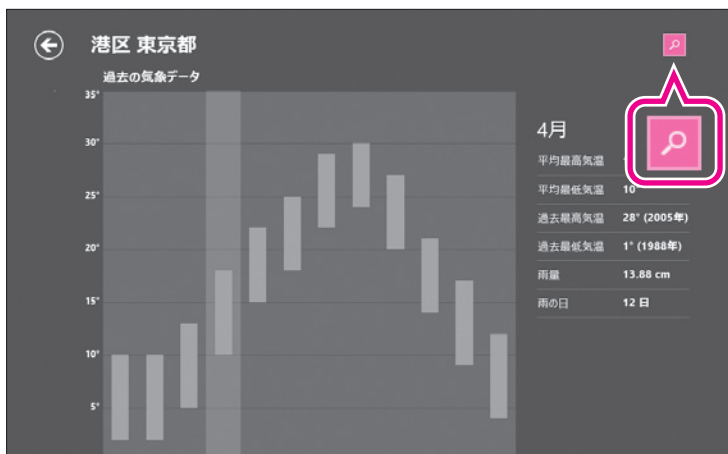 港区 東京都
過去の気象データ
35°
30°
25°
20°
15°
10°
5°
4月
平均最高気温
平均最低気温 10°
過去最高気温 28° (2005年)
過去最低気温 1° (1988年)
雨量 13.88 cm
雨の日 12 日